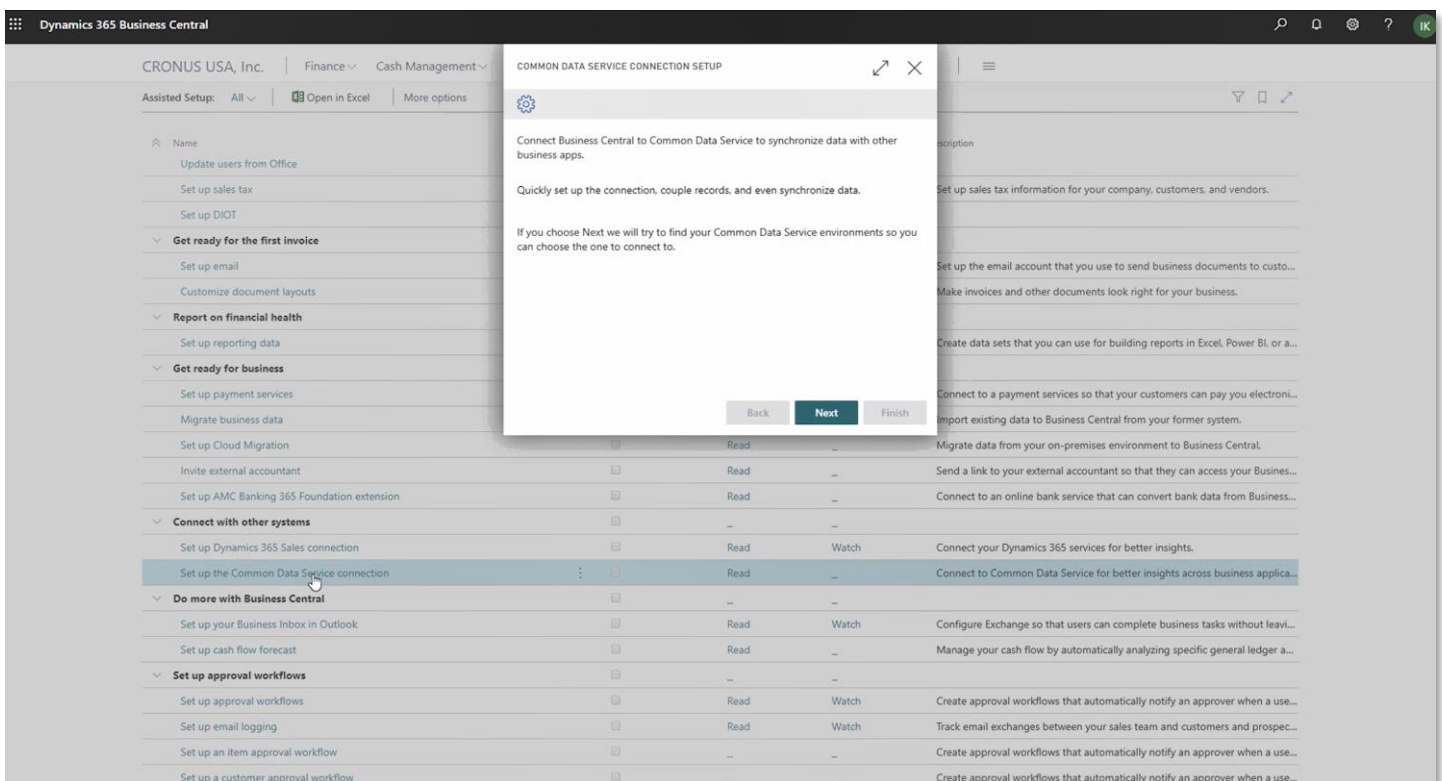 Dynamics 365 Business Central
?
IK
CRONUS USA, Inc.
Finance
Cash Management
Assisted Setup: All
Open in Excel
More options
COMMON DATA SERVICE CONNECTION SETUP
Connect Business Central to Common Data Service to synchronize data with other
business apps.
Quickly set up the connection, couple records, and even synchronize data.
If you choose Next we will try to find your Common Data Service environments so you
can choose the one to connect to.
Back Next Finish
Name scription
Update users from Office
Set up sales tax Set up sales tax information for your company, customers, and vendors.
Set up DIOT
Get ready for the first invoice
Set up email Set up the email account that you use to send business documents to custo...
Customize document layouts Make invoices and other documents look right for your business.
Report on financial health
Set up reporting data Create data sets that you can use for building reports in Excel, Power BI, or a...
Get ready for business
Set up payment services Connect to a payment services so that your customers can pay you electroni...
Migrate business data Import existing data to Business Central from your former system.
Set up Cloud Migration Read _ Migrate data from your on-premises environment to Business Central.
Invite external accountant Read _ Send a link to your external accountant so that they can access your Busines...
Set up AMC Banking 365 Foundation extension Read _ Connect to an online bank service that can convert bank data from Business...
Connect with other systems _ _
Set up Dynamics 365 Sales connection Read Watch Connect your Dynamics 365 services for better insights.
Set up the Common Data Service connection Read _ Connect to Common Data Service for better insights across business applica...
Do more with Business Central _ _
Set up your Business Inbox in Outlook Read Watch Configure Exchange so that users can complete business tasks without leavi...
Set up cash flow forecast Read _ Manage your cash flow by automatically analyzing specific general ledger a...
Set up approval workflows _ _
Set up approval workflows Read Watch Create approval workflows that automatically notify an approver when a use...
Set up email logging Read Watch Track email exchanges between your sales team and customers and prospec...
Set up an item approval workflow _ _ Create approval workflows that automatically notify an approver when a use...
Set up a customer approval workflow Create approval workflows that automatically notify an approver when a use...